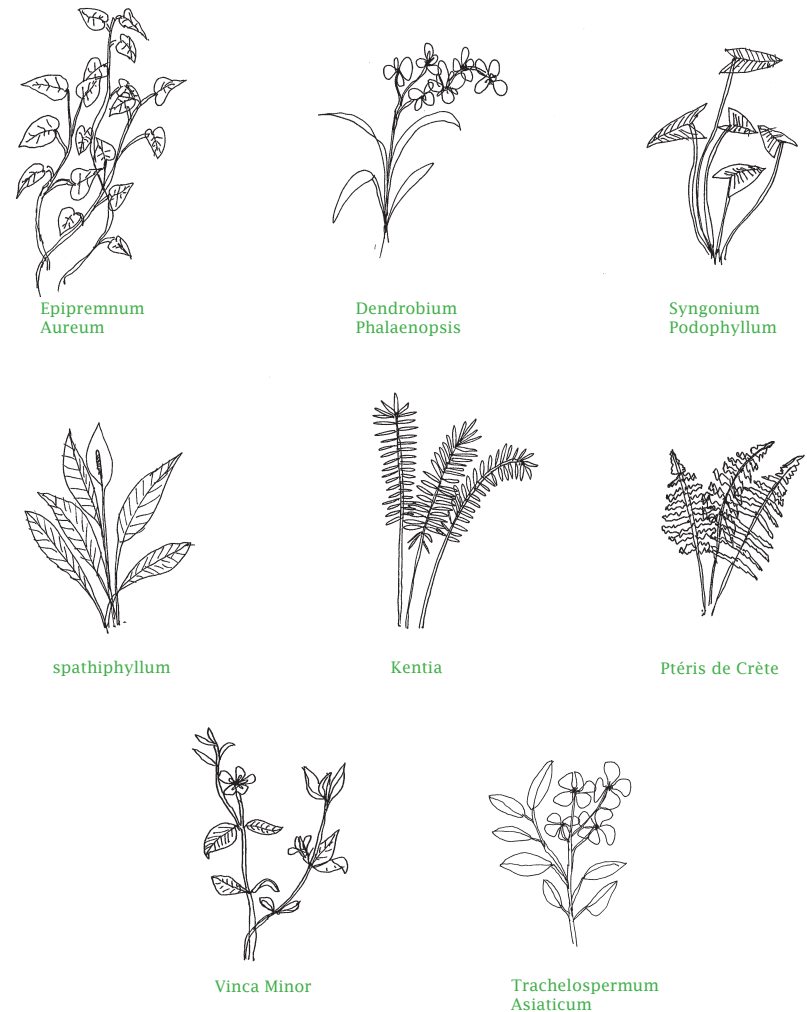 Epipremnum
Aureum
Dendrobium
Phalaenopsis
Syngonium
Podophyllum
spathiphyllum
Kentia
Ptéris de Crète
Vinca Minor
Trachelospermum
Asiaticum